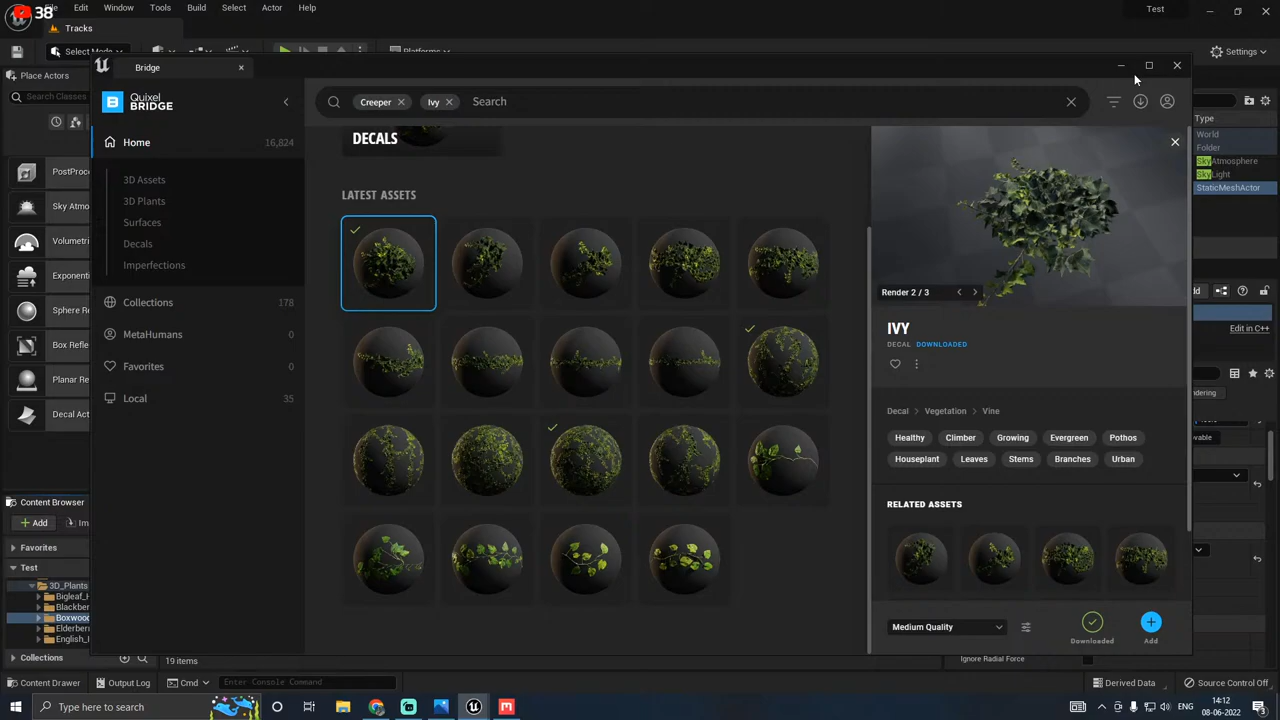 38
Window Tools Build Select Actor Help
Test
Tracks
Select Mode
Platforms
Settings
Place Actors
Search Classes
PostProc
Sky Atmo
Volumetri
Exponenti
Sphere Re
Box Reflec
Planar Re
Decal Act
Content Browser
Add
Favorites
Test
3D_Plants
Bigleaf_H
Blackberr
Boxwood
Elderberr
English_I
Collections
Bridge
Quixel
BRIDGE
Home 16,824
3D Assets
3D Plants
Surfaces
Decals
Imperfections
Collections 178
MetaHumans 0
Favorites 0
Local 35
Creeper Ivy Search
DECALS
LATEST ASSETS
Render 2 / 3
IVY
DECAL DOWNLOADED
Decal > Vegetation > Vine
Healthy Climber Growing Evergreen Pothos
Houseplant Leaves Stems Branches Urban
RELATED ASSETS
Medium Quality
Downloaded
Add
Type
World
Folder
SkyAtmosphere
SkyLight
StaticMeshActor
Edit in C++
19 items
Ignore Radial Force
Content Drawer Output Log Cmd Enter Console Command
Derived Data Source Control Off
Type here to search
14:12
08-06-2022